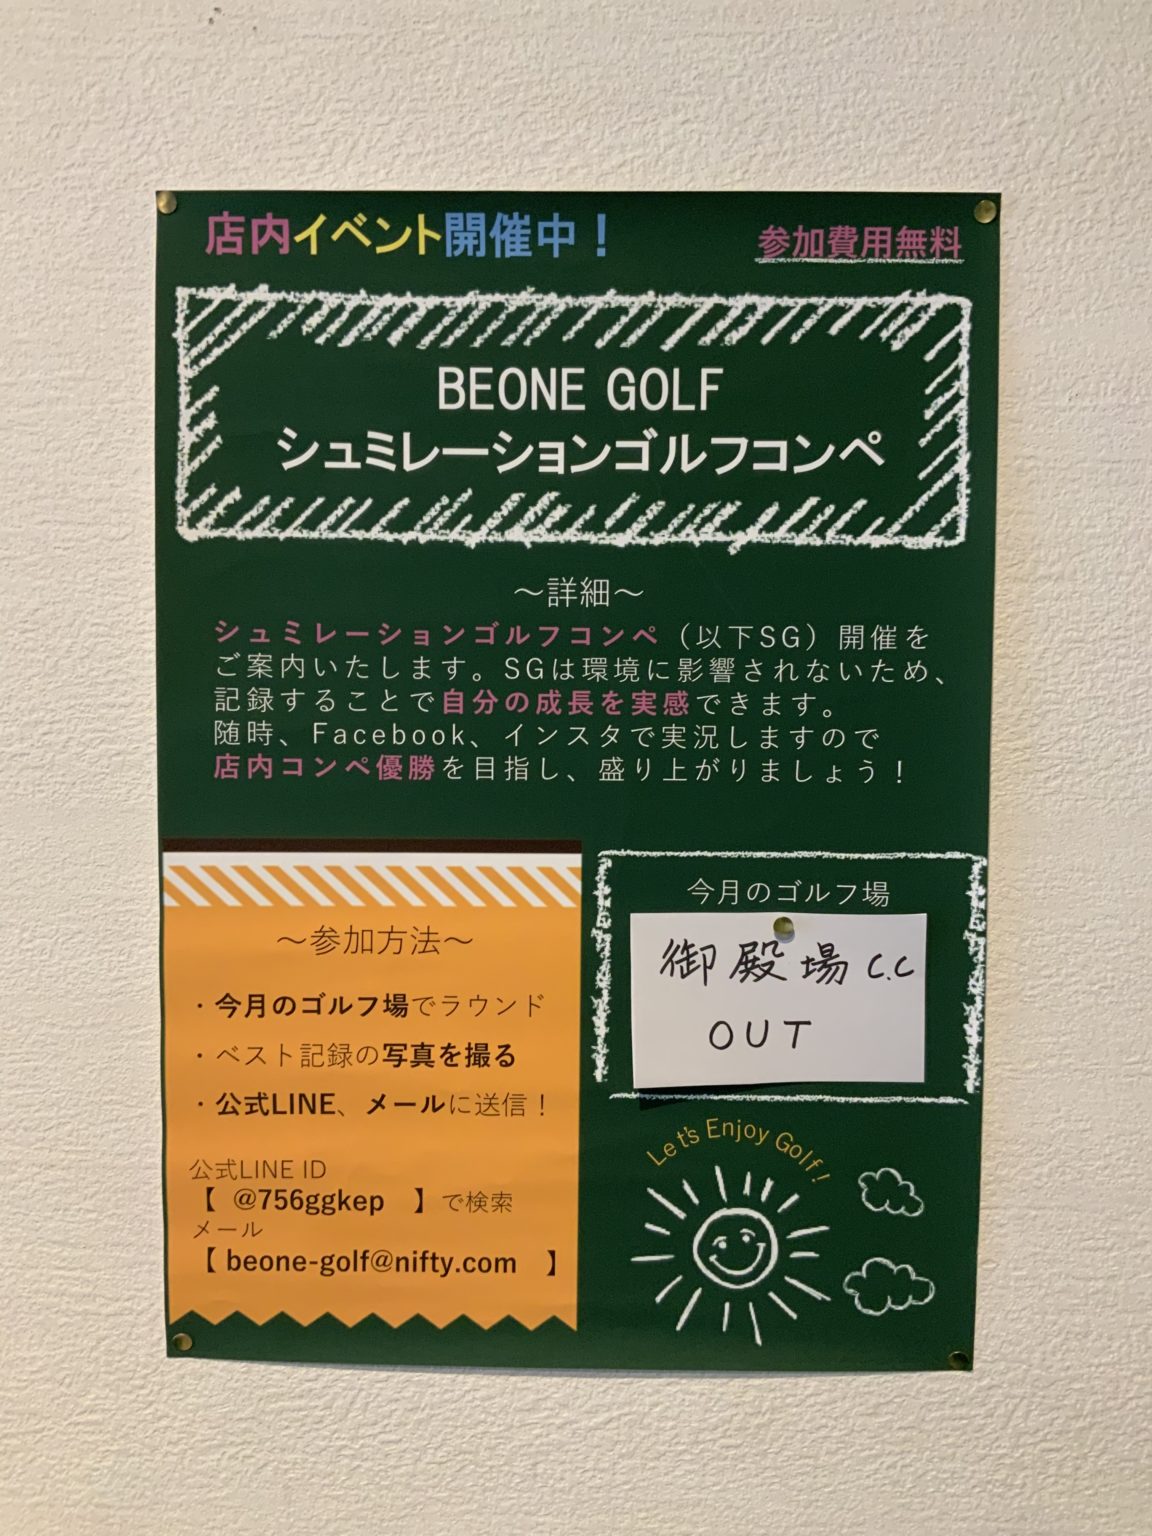 店内イベント開催中！
参加費用無料
BEONE GOLF
シュミレーションゴルフコンペ
～詳細～
シュミレーションゴルフコンペ（以下SG）開催を
ご案内いたします。SGは環境に影響されないため、
記録することで自分の成長を実感できます。
随時、Facebook、インスタで実況しますので
店内コンペ優勝を目指し、盛り上がりましょう！
～参加方法～
・今月のゴルフ場でラウンド
・ベスト記録の写真を撮る
・公式LINE、メールに送信！
公式LINE ID
【 @756ggkep 】で検索
メール
【 beone-golf@nifty.com 】
今月のゴルフ場
御殿場 C.C
OUT
Let's Enjoy Golf!